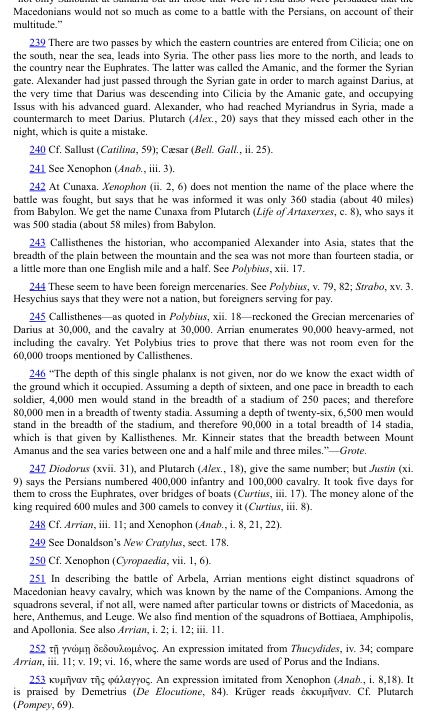 Macedonians would not so much as come to a battle with the Persians, on account of their
multitude.”
239 There are two passes by which the eastern countries are entered from Cilicia; one on
the south, near the sea, leads into Syria. The other pass lies more to the north, and leads to
the country near the Euphrates. The latter was called the Amanic, and the former the Syrian
gate. Alexander had just passed through the Syrian gate in order to march against Darius, at
the very time that Darius was descending into Cilicia by the Amanic gate, and occupying
Issus with his advanced guard. Alexander, who had reached Myriandrus in Syria, made a
countermarch to meet Darius. Plutarch (Alex., 20) says that they missed each other in the
night, which is quite a mistake.
240 Cf. Sallust (Catilina, 59); Cæsar (Bell. Gall., ii. 25).
241 See Xenophon (Anab., iii. 3).
242 At Cunaxa. Xenophon (ii. 2, 6) does not mention the name of the place where the
battle was fought, but says that he was informed it was only 360 stadia (about 40 miles)
from Babylon. We get the name Cunaxa from Plutarch (Life of Artaxerxes, c. 8), who says it
was 500 stadia (about 58 miles) from Babylon.
243 Callisthenes the historian, who accompanied Alexander into Asia, states that the
breadth of the plain between the mountain and the sea was not more than fourteen stadia, or
a little more than one English mile and a half. See Polybius, xii. 17.
244 These seem to have been foreign mercenaries. See Polybius, v. 79, 82; Strabo, xv. 3.
Hesychius says that they were not a nation, but foreigners serving for pay.
245 Callisthenes—as quoted in Polybius, xii. 18—reckoned the Grecian mercenaries of
Darius at 30,000, and the cavalry at 30,000. Arrian enumerates 90,000 heavy-armed, not
including the cavalry. Yet Polybius tries to prove that there was not room even for the
60,000 troops mentioned by Callisthenes.
246 “The depth of this single phalanx is not given, nor do we know the exact width of
the ground which it occupied. Assuming a depth of sixteen, and one pace in breadth to each
soldier, 4,000 men would stand in the breadth of a stadium of 250 paces; and therefore
80,000 men in a breadth of twenty stadia. Assuming a depth of twenty-six, 6,500 men would
stand in the breadth of the stadium, and therefore 90,000 in a total breadth of 14 stadia,
which is that given by Kallisthenes. Mr. Kinneir states that the breadth between Mount
Amanus and the sea varies between one and a half mile and three miles.”—Grote.
247 Diodorus (xvii. 31), and Plutarch (Alex., 18), give the same number; but Justin (xi.
9) says the Persians numbered 400,000 infantry and 100,000 cavalry. It took five days for
them to cross the Euphrates, over bridges of boats (Curtius, iii. 17). The money alone of the
king required 600 mules and 300 camels to convey it (Curtius, iii. 8).
248 Cf. Arrian, iii. 11; and Xenophon (Anab., i. 8, 21, 22).
249 See Donaldson’s New Cratylus, sect. 178.
250 Cf. Xenophon (Cyropaedia, vii. 1, 6).
251 In describing the battle of Arbela, Arrian mentions eight distinct squadrons of
Macedonian heavy cavalry, which was known by the name of the Companions. Among the
squadrons several, if not all, were named after particular towns or districts of Macedonia, as
here, Anthemus, and Leuge. We also find mention of the squadrons of Bottiaea, Amphipolis,
and Apollonia. See also Arrian, i. 2; i. 12; iii. 11.
252 τῇ γνώμῃ δεδουλωμένος. An expression imitated from Thucydides, iv. 34; compare
Arrian, iii. 11; v. 19; vi. 16, where the same words are used of Porus and the Indians.
253 κυμῆναν τῆς φάλαγγος. An expression imitated from Xenophon (Anab., i. 8,18). It
is praised by Demetrius (De Elocutione, 84). Krüger reads ἐκκυμῆναν. Cf. Plutarch
(Pompey, 69).